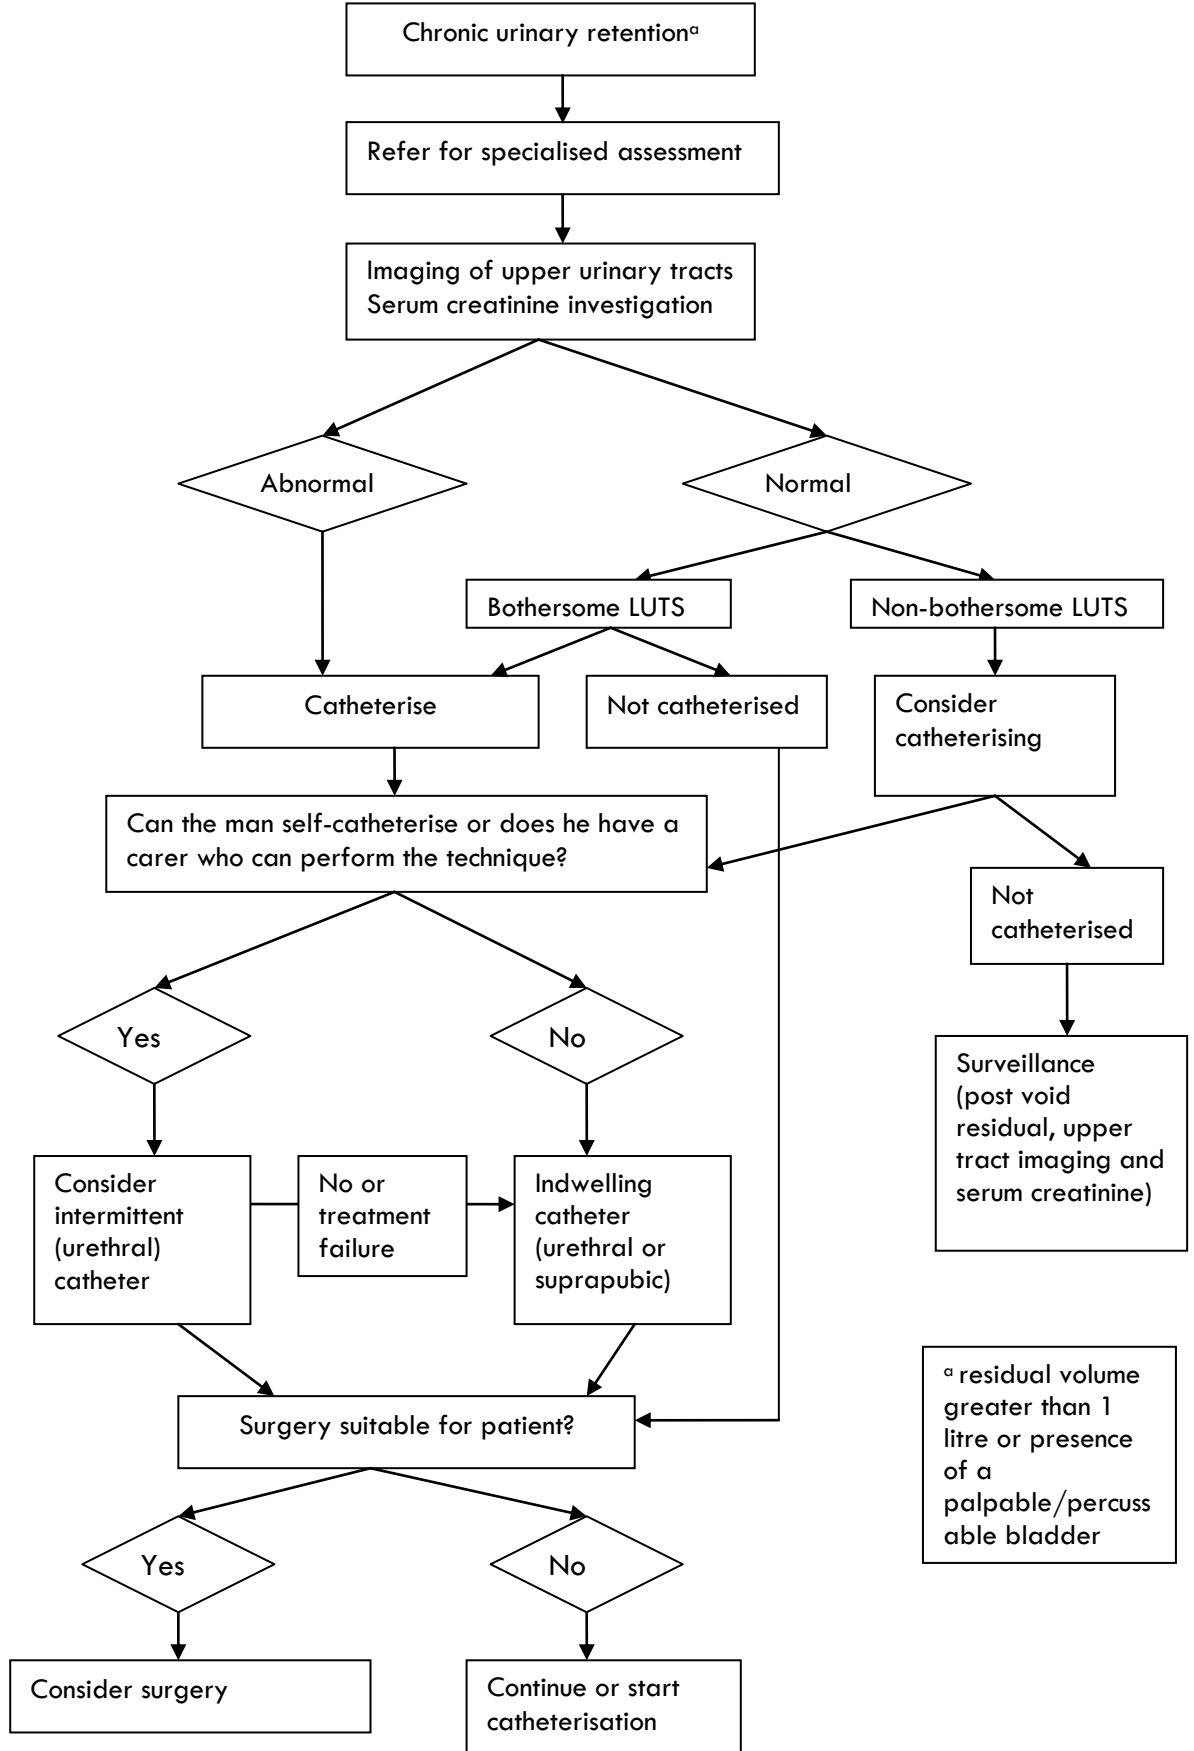 Chronic urinary retentionᵃ
Refer for specialised assessment
Imaging of upper urinary tracts
Serum creatinine investigation
Abnormal
Normal
Bothersome LUTS
Non-bothersome LUTS
Catheterise
Not catheterised
Consider
catheterising
Can the man self-catheterise or does he have a
carer who can perform the technique?
Not
catheterised
Yes
No
Surveillance
(post void
residual, upper
tract imaging and
serum creatinine)
Consider
intermittent
(urethral)
catheter
No or
treatment
failure
Indwelling
catheter
(urethral or
suprapubic)
Surgery suitable for patient?
ᵃ residual volume
greater than 1
litre or presence
of a
palpable/percuss
able bladder
Yes
No
Consider surgery
Continue or start
catheterisation